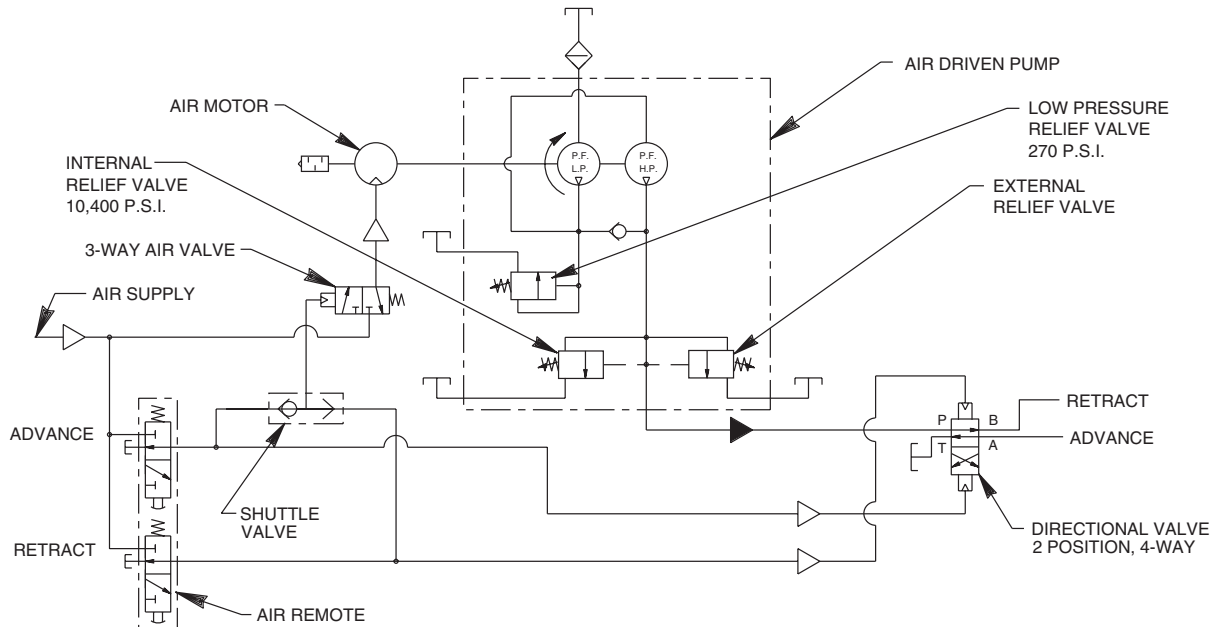 AIR DRIVEN PUMP
AIR MOTOR
LOW PRESSURE
RELIEF VALVE
270 P.S.I.
INTERNAL
RELIEF VALVE
10,400 P.S.I.
P.F.
L.P.
P.F.
H.P.
EXTERNAL
RELIEF VALVE
3-WAY AIR VALVE
AIR SUPPLY
ADVANCE
SHUTTLE
VALVE
RETRACT
AIR REMOTE
P
B
T
A
RETRACT
ADVANCE
DIRECTIONAL VALVE
2 POSITION, 4-WAY